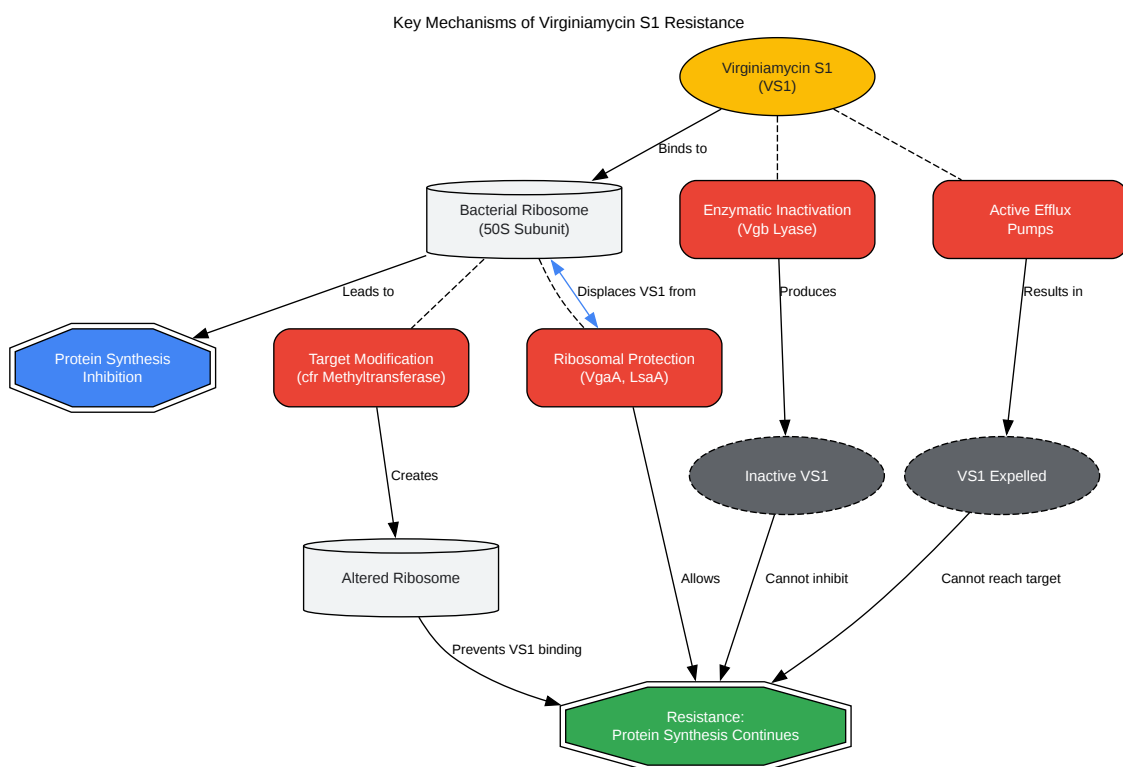 Key Mechanisms of Virginiamycin S1 Resistance
Virginiamycin S1
(VS1)
Binds to
Bacterial Ribosome
(50S Subunit)
Enzymatic Inactivation
(Vgb Lyase)
Active Efflux
Pumps
Leads to
Displaces VS1 from
Produces
Results in
Protein Synthesis
Inhibition
Target Modification
(cfr Methyltransferase)
Ribosomal Protection
(VgaA, LsaA)
Creates
Inactive VS1
VS1 Expelled
Altered Ribosome
Allows
Cannot inhibit
Cannot reach target
Prevents VS1 binding
Resistance:
Protein Synthesis Continues